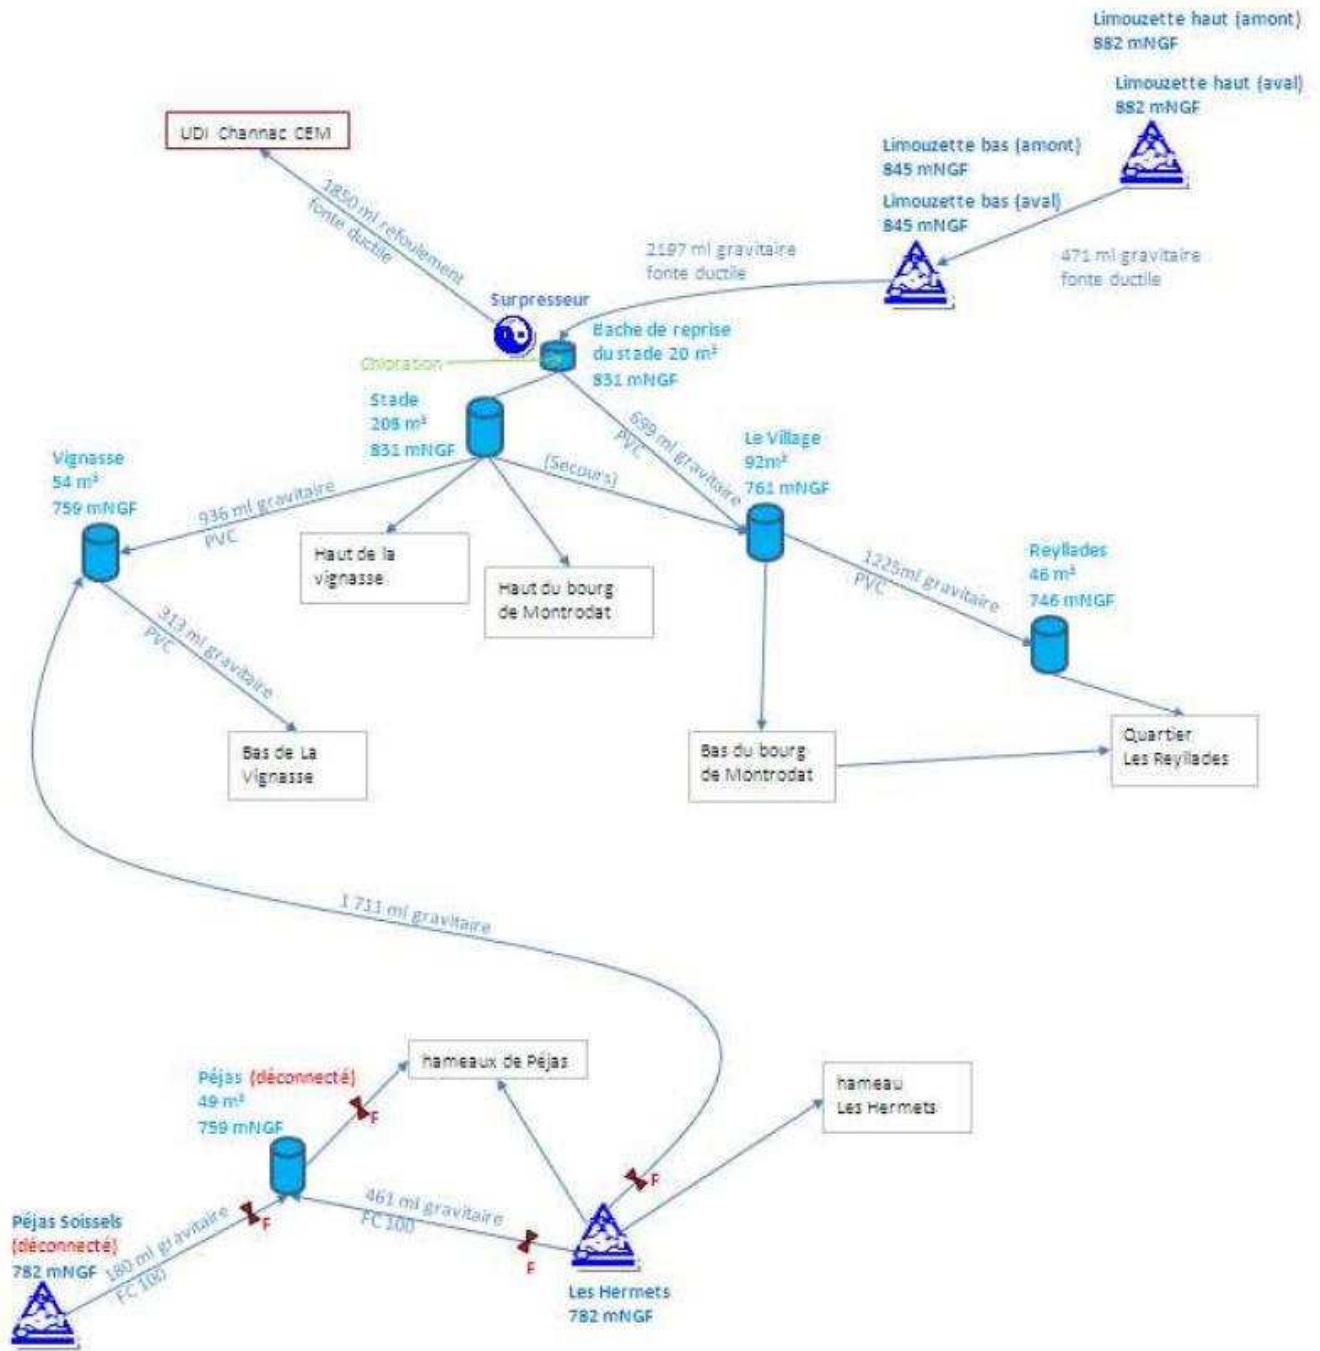 Limouzette haut (amont)
882 mNGF
Limouzette haut (aval)
882 mNGF
UDI Channac CEM
Limouzette bas (amont)
845 mNGF
Limouzette bas (aval)
845 mNGF
1850 ml refoulement
fonte ductile
2197 ml gravitaire
fonte ductile
471 ml gravitaire
fonte ductile
Surpresseur
Bache de reprise
du stade 20 m³
831 mNGF
Chloration
Stade
208 m³
831 mNGF
699 ml gravitaire
PVC
(Secours)
Le Village
92m³
761 mNGF
Vignasse
54 m³
759 mNGF
936 ml gravitaire
PVC
Haut de la
vignasse
Haut du bourg
de Montrodat
1225ml gravitaire
PVC
Reyllades
46 m³
746 mNGF
313 ml gravitaire
PVC
Bas de La
Vignasse
Bas du bourg
de Montrodat
Quartier
Les Reyllades
1 711 ml gravitaire
hameaux de Péjas
Péjas (déconnecté)
49 m³
759 mNGF
F
hameau
Les Hermets
F
461 ml gravitaire
FC 100
F
Péjas Soissels
(déconnecté)
782 mNGF
180 ml gravitaire
FC 100
F
Les Hermets
782 mNGF